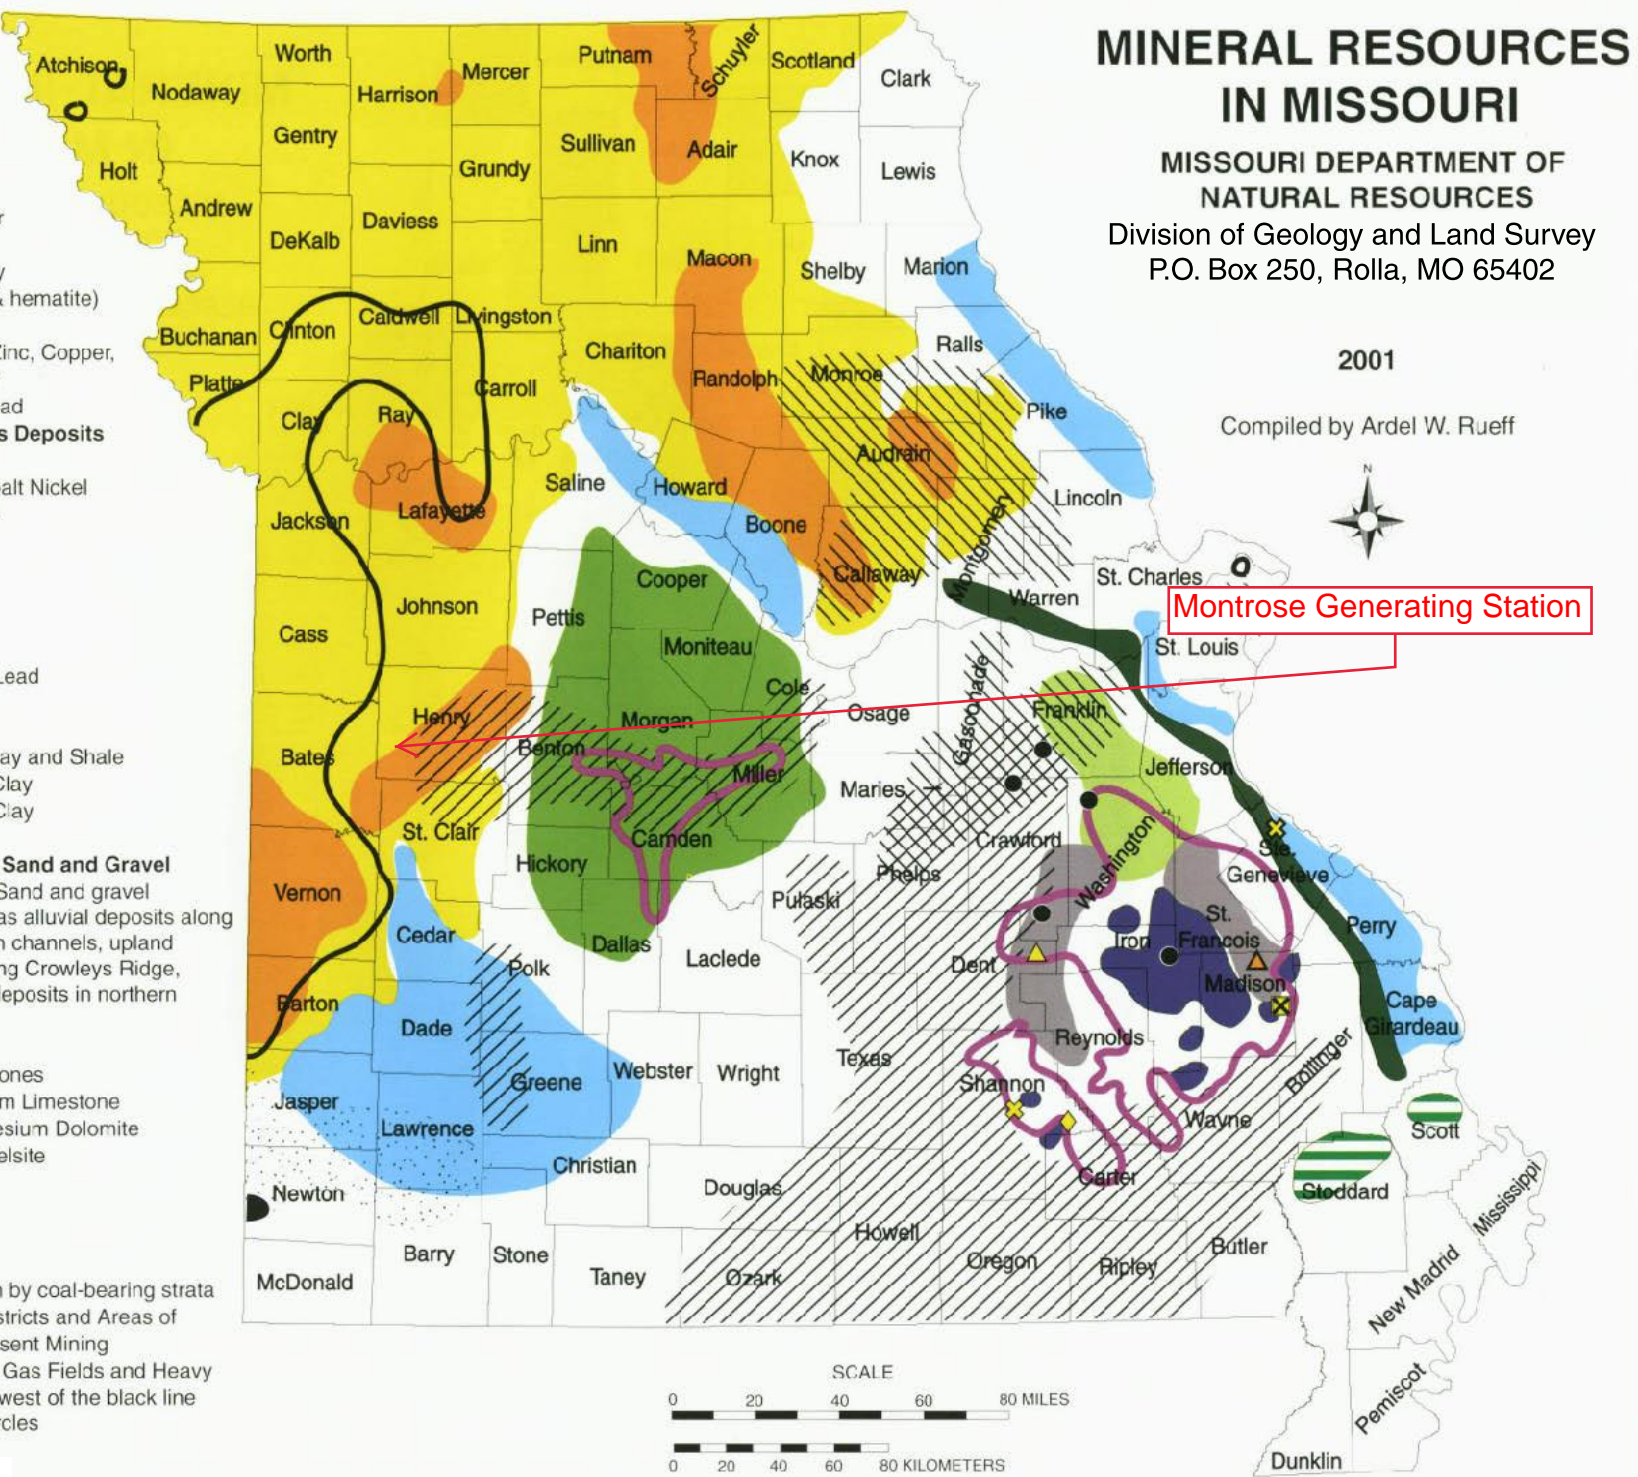 MINERAL RESOURCES
IN MISSOURI
MISSOURI DEPARTMENT OF
NATURAL RESOURCES
Division of Geology and Land Survey
P.O. Box 250, Rolla, MO 65402
2001
Compiled by Ardel W. Rueff
N
Montrose Generating Station
r
y
& hematite)
Zinc, Copper,
ad
s Deposits
alt Nickel
Lead
ay and Shale
Clay
Clay
Sand and Gravel
Sand and gravel
as alluvial deposits along
n channels, upland
ng Crowleys Ridge,
deposits in northern
ones
m Limestone
esium Dolomite
elsite
n by coal-bearing strata
stricts and Areas of
sent Mining
Gas Fields and Heavy
west of the black line
rcles
Atchison
Nodaway
Worth
Harrison
Mercer
Putnam
Schuyler
Scotland
Clark
Gentry
Holt
Grundy
Sullivan
Adair
Knox
Lewis
Andrew
DeKalb
Daviess
Linn
Macon
Shelby
Marion
Buchanan
Clinton
Caldwell
Livingston
Chariton
Randolph
Monroe
Ralls
Platte
Clay
Ray
Carroll
Pike
Audrain
Saline
Howard
Boone
Lincoln
Jackson
Lafayette
Callaway
Montgomery
Warren
St. Charles
St. Louis
Cass
Johnson
Pettis
Cooper
Moniteau
Cole
Osage
Gasconade
Franklin
Jefferson
Bates
Henry
Benton
Morgan
Miller
Maries
St. Clair
Hickory
Camden
Pulaski
Phelps
Crawford
Washington
Ste.
Genevieve
Vernon
Cedar
Polk
Dallas
Laclede
Dent
Iron
St.
Francois
Madison
Perry
Cape
Girardeau
Barton
Dade
Greene
Webster
Wright
Texas
Reynolds
Shannon
Bollinger
Wayne
Jasper
Lawrence
Christian
Douglas
Howell
Carter
Scott
Stoddard
Mississippi
Newton
McDonald
Barry
Stone
Taney
Ozark
Oregon
Ripley
Butler
New Madrid
Pemiscot
Dunklin
SCALE
0 20 40 60 80 MILES
0 20 40 60 80 KILOMETERS